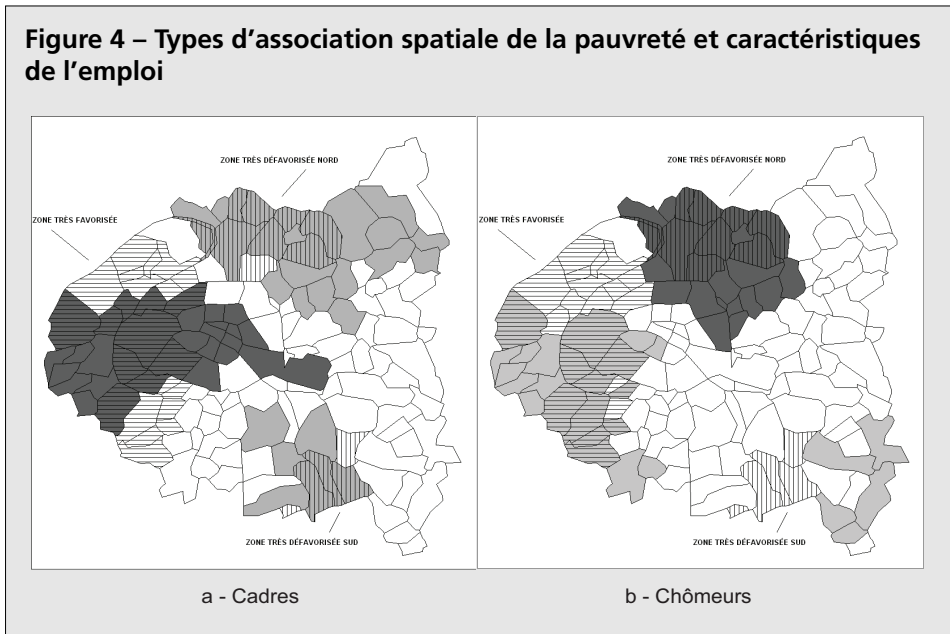 Figure 4 – Types d’association spatiale de la pauvreté et caractéristiques
de l’emploi
ZONE TRÈS DÉFAVORISÉE NORD
ZONE TRÈS FAVORISÉE
ZONE TRÈS DÉFAVORISÉE SUD
a - Cadres
ZONE TRÈS DÉFAVORISÉE NORD
ZONE TRÈS FAVORISÉE
ZONE TRÈS DÉFAVORISÉE SUD
b - Chômeurs